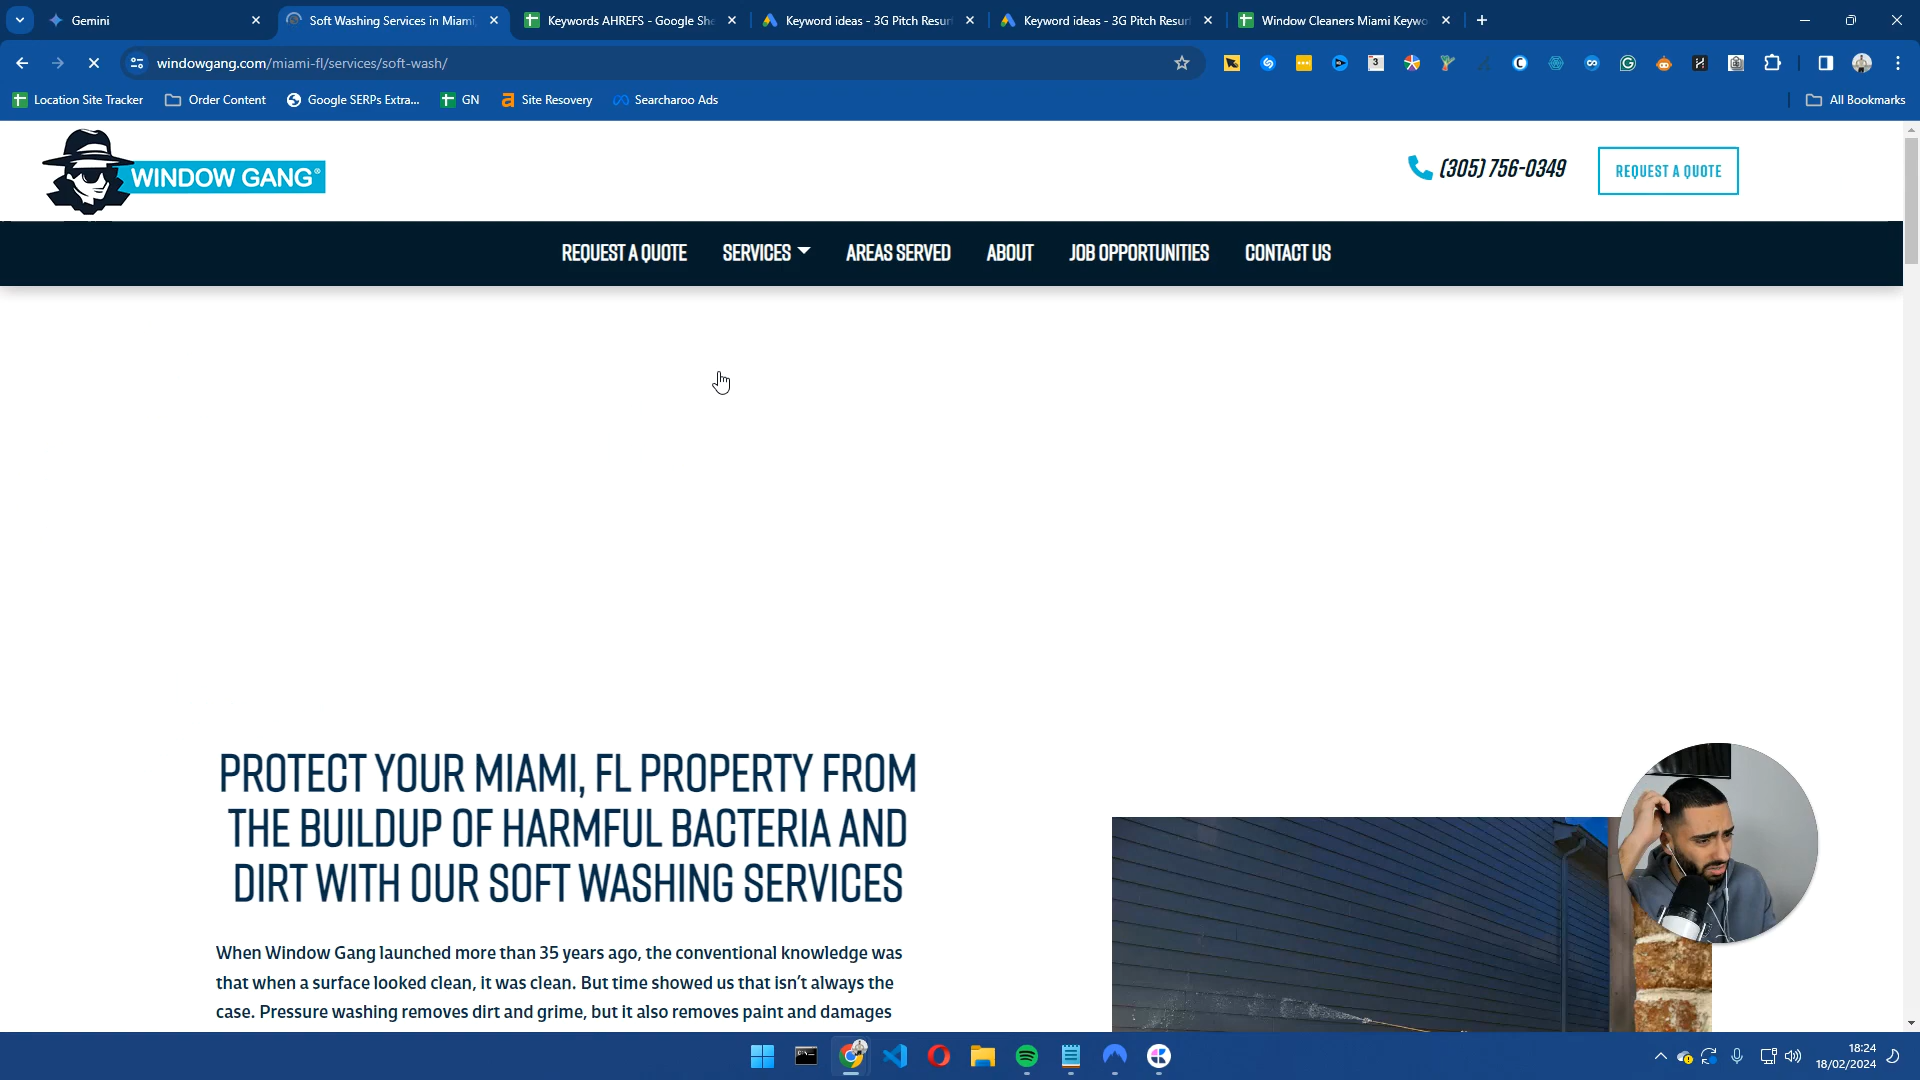 Gemini
Soft Washing Services in Miami,
Keywords AHREFS - Google She
Keyword ideas - 3G Pitch Resurf
Keyword ideas - 3G Pitch Resurf
Window Cleaners Miami Keywo
windowgang.com/miami-fl/services/soft-wash/
Location Site Tracker
Order Content
Google SERPs Extra...
GN
Site Resovery
Searcharoo Ads
All Bookmarks
WINDOW GANG®
(305) 756-0349
REQUEST A QUOTE
REQUEST A QUOTE
SERVICES
AREAS SERVED
ABOUT
JOB OPPORTUNITIES
CONTACT US
PROTECT YOUR MIAMI, FL PROPERTY FROM
THE BUILDUP OF HARMFUL BACTERIA AND
DIRT WITH OUR SOFT WASHING SERVICES
When Window Gang launched more than 35 years ago, the conventional knowledge was
that when a surface looked clean, it was clean. But time showed us that isn't always the
case. Pressure washing removes dirt and grime, but it also removes paint and damages
18:24
18/02/2024